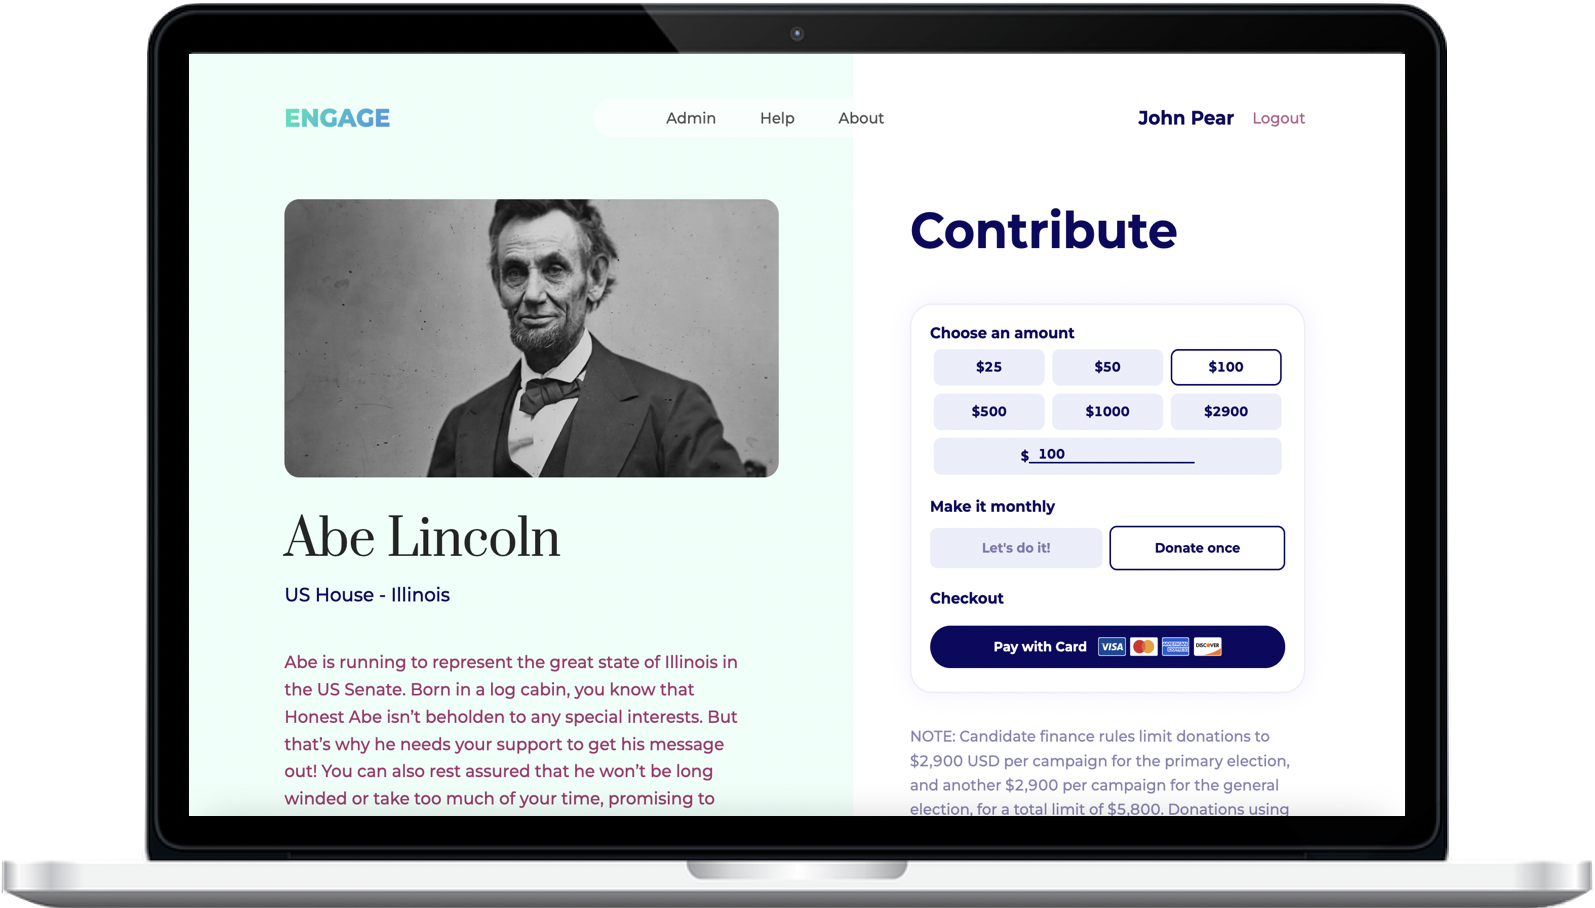 ENGAGE
Admin Help About
John Pear Logout
Abe Lincoln
US House - Illinois
Abe is running to represent the great state of Illinois in
the US Senate. Born in a log cabin, you know that
Honest Abe isn’t beholden to any special interests. But
that’s why he needs your support to get his message
out! You can also rest assured that he won’t be long
winded or take too much of your time, promising to
Contribute
Choose an amount
$25 $50 $100
$500 $1000 $2900
$ 100
Make it monthly
Let's do it! Donate once
Checkout
Pay with Card VISA AMERICAN EXPRESS DISCOVER
NOTE: Candidate finance rules limit donations to
$2,900 USD per campaign for the primary election,
and another $2,900 per campaign for the general
election, for a total limit of $5,800. Donations using